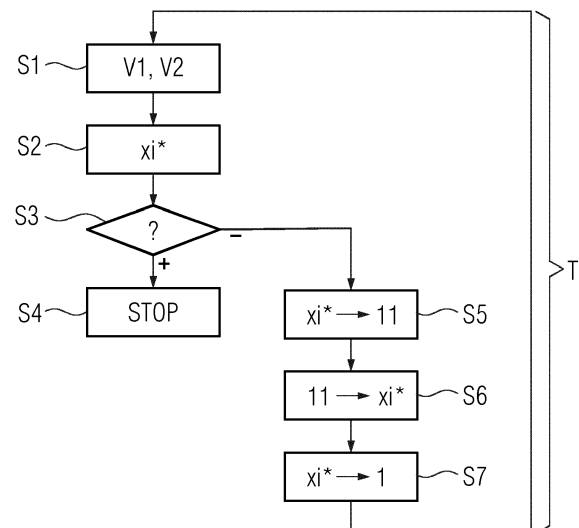 S1
V1, V2
S2
xi*
S3
?
–
+
T
S4
STOP
xi* → 11
S5
11 → xi*
S6
xi* → 1
S7